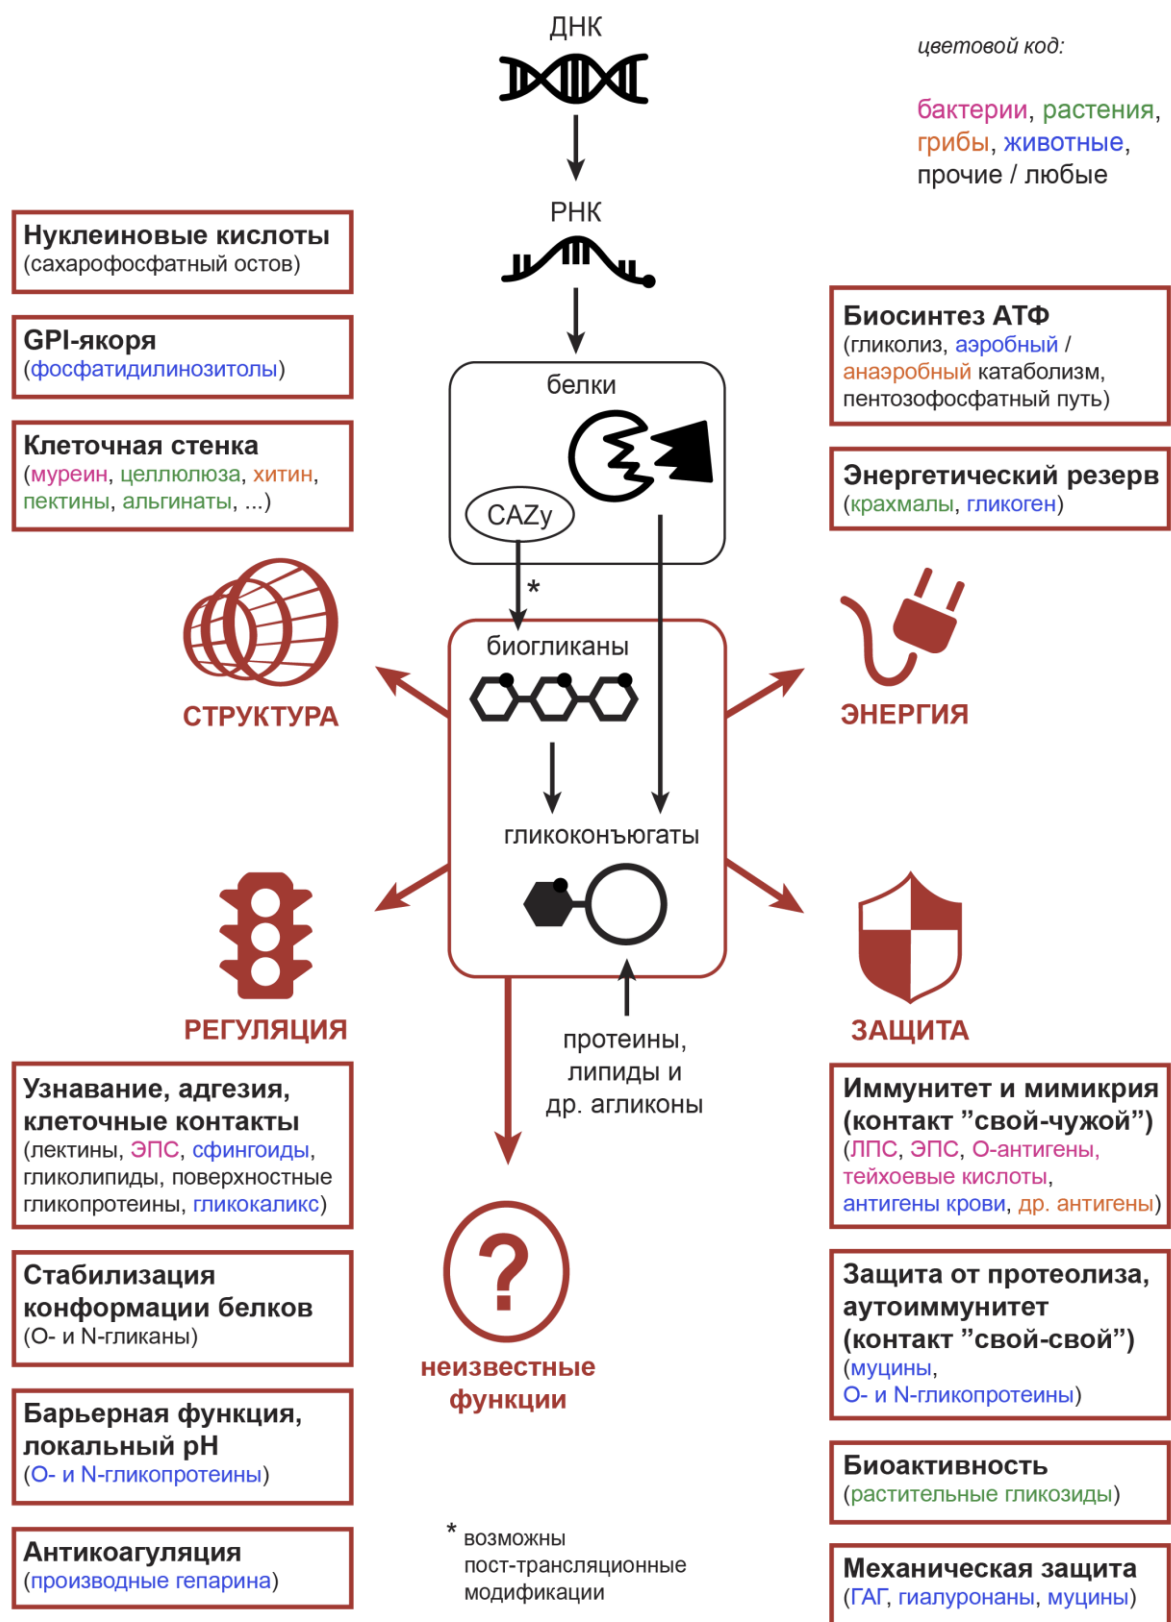 ДНК
цветовой код:
бактерии, растения,
грибы, животные,
прочие / любые
РНК
Нуклеиновые кислоты
(сахарофосфатный остов)
GPI-якоря
(фосфатидилинозитолы)
Клеточная стенка
(муреин, целлюлюза, хитин,
пектины, альгинаты, ...)
СТРУКТУРА
белки
CAZy
*
биогликаны
гликоконъюгаты
протеины,
липиды и
др. агликоны
Биосинтез АТФ
(гликолиз, аэробный /
анаэробный катаболизм,
пентозофосфатный путь)
Энергетический резерв
(крахмалы, гликоген)
ЭНЕРГИЯ
РЕГУЛЯЦИЯ
Узнавание, адгезия,
клеточные контакты
(лектины, ЭПС, сфингоиды,
гликолипиды, поверхностные
гликопротеины, гликокаликс)
Стабилизация
конформации белков
(О- и N-гликаны)
Барьерная функция,
локальный pH
(О- и N-гликопротеины)
Антикоагуляция
(производные гепарина)
?
неизвестные
функции
* возможны
пост-трансляционные
модификации
ЗАЩИТА
Иммунитет и мимикрия
(контакт ”свой-чужой”)
(ЛПС, ЭПС, О-антигены,
тейхоевые кислоты,
антигены крови, др. антигены)
Защита от протеолиза,
аутоиммунитет
(контакт ”свой-свой”)
(муцины,
О- и N-гликопротеины)
Биоактивность
(растительные гликозиды)
Механическая защита
(ГАГ, гиалуронаны, муцины)